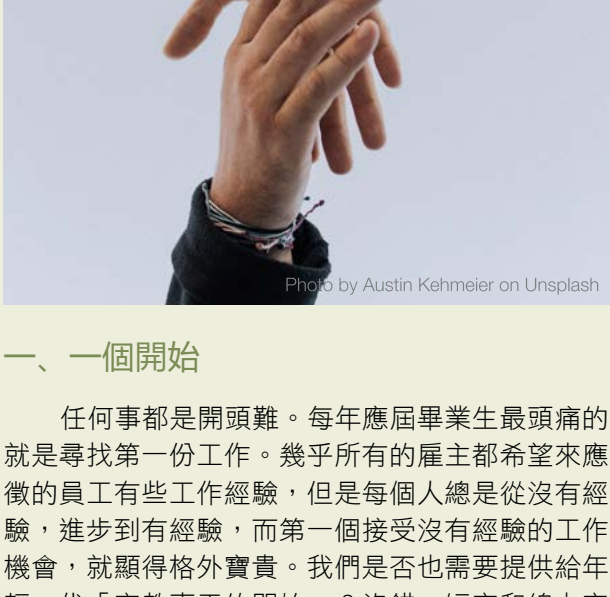 Photo by Austin Kehmeier on Unsplash
一、一個開始
任何事都是開頭難。每年應屆畢業生最頭痛的
就是尋找第一份工作。幾乎所有的雇主都希望來應
徵的員工有些工作經驗，但是每個人總是從沒有經
驗，進步到有經驗，而第一個接受沒有經驗的工作
機會，就顯得格外寶貴。我們是否也需要提供給年